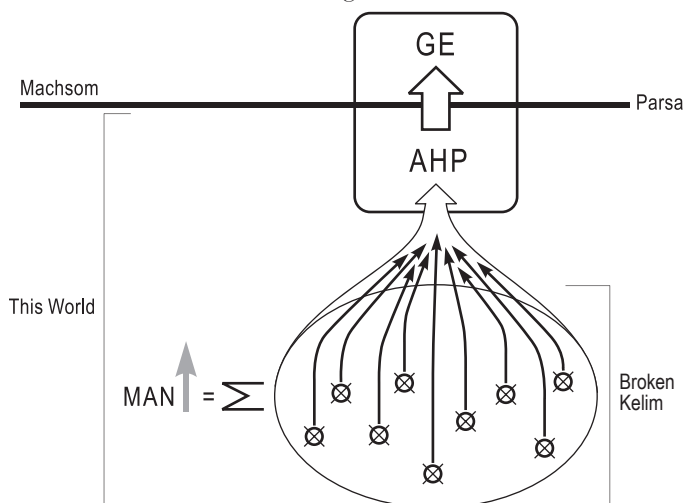 GE
Machsom
Parsa
AHP
This World
MAN = Σ
Broken
Kelim